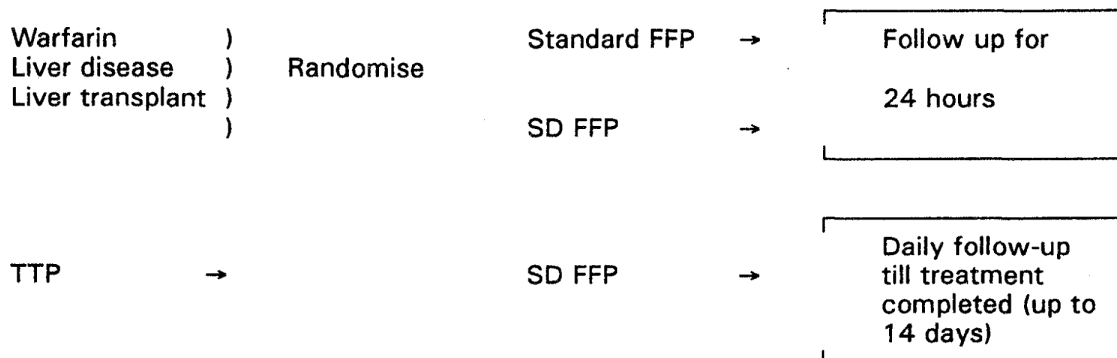 Warfarin ) Standard FFP → Follow up for
Liver disease ) Randomise
Liver transplant ) 24 hours
) SD FFP →
TTP → SD FFP → Daily follow-up
till treatment
completed (up to
14 days)